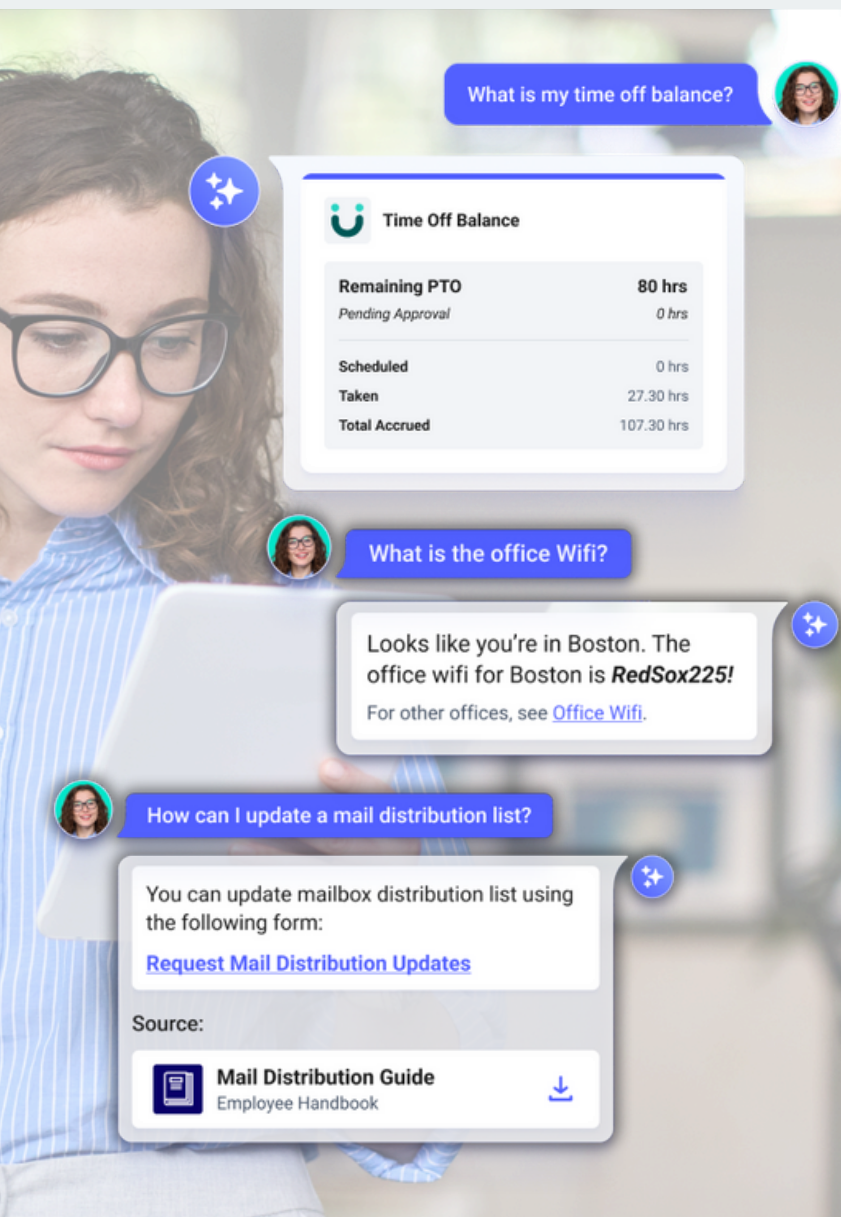 What is my time off balance?
Time Off Balance
Remaining PTO 80 hrs
Pending Approval 0 hrs
Scheduled 0 hrs
Taken 27.30 hrs
Total Accrued 107.30 hrs
What is the office Wifi?
Looks like you’re in Boston. The
office wifi for Boston is RedSox225!
For other offices, see Office Wifi.
How can I update a mail distribution list?
You can update mailbox distribution list using
the following form:
Request Mail Distribution Updates
Source:
Mail Distribution Guide
Employee Handbook